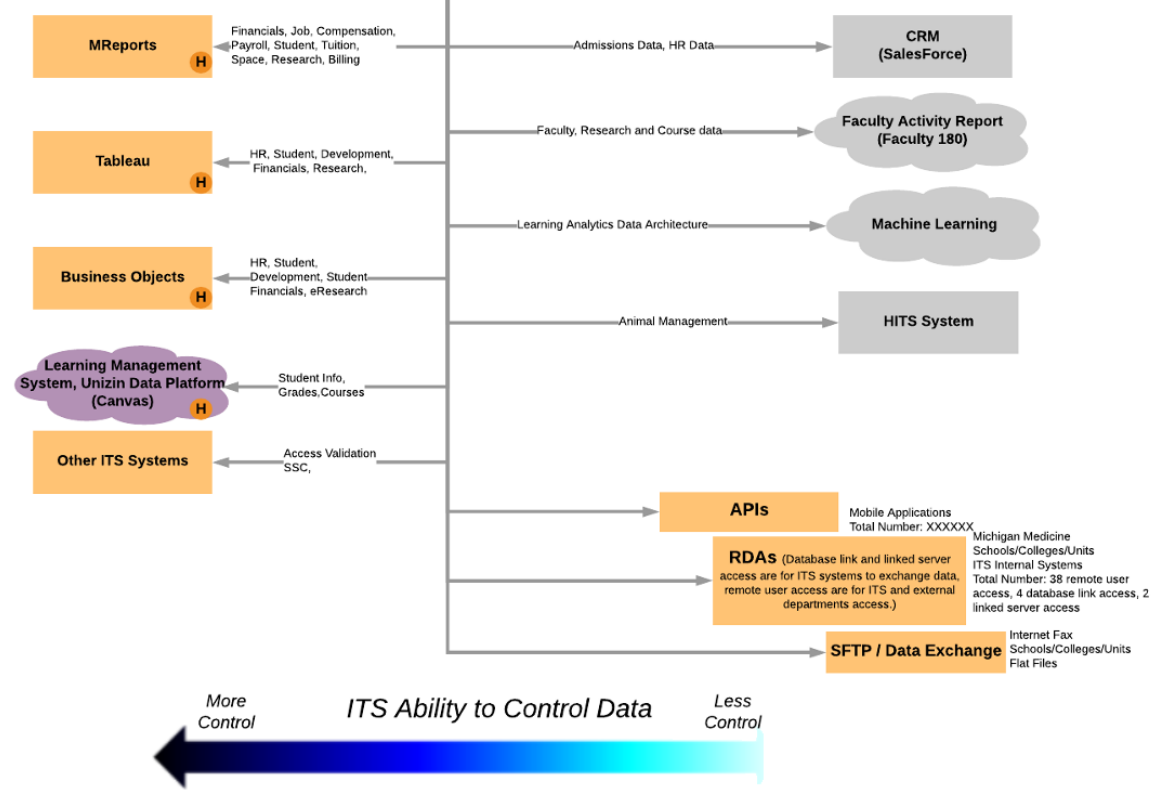 MReports
H
Financials, Job, Compensation,
Payroll, Student, Tuition,
Space, Research, Billing
Admissions Data, HR Data
CRM
(SalesForce)
Faculty, Research and Course data
Faculty Activity Report
(Faculty 180)
Tableau
H
HR, Student, Development,
Financials, Research,
Learning Analytics Data Architecture
Machine Learning
Business Objects
H
HR, Student,
Development, Student
Financials, eResearch
Animal Management
HITS System
Learning Management
System, Unizin Data Platform
(Canvas)
H
Student Info,
Grades,Courses
Other ITS Systems
Access Validation
SSC,
APIs
Mobile Applications
Total Number: XXXXXX
RDAs (Database link and linked server
access are for ITS systems to exchange data,
remote user access are for ITS and external
departments access.)
Michigan Medicine
Schools/Colleges/Units
ITS Internal Systems
Total Number: 38 remote user
access, 4 database link access, 2
linked server access
SFTP / Data Exchange
Internet Fax
Schools/Colleges/Units
Flat Files
More
Control
ITS Ability to Control Data
Less
Control